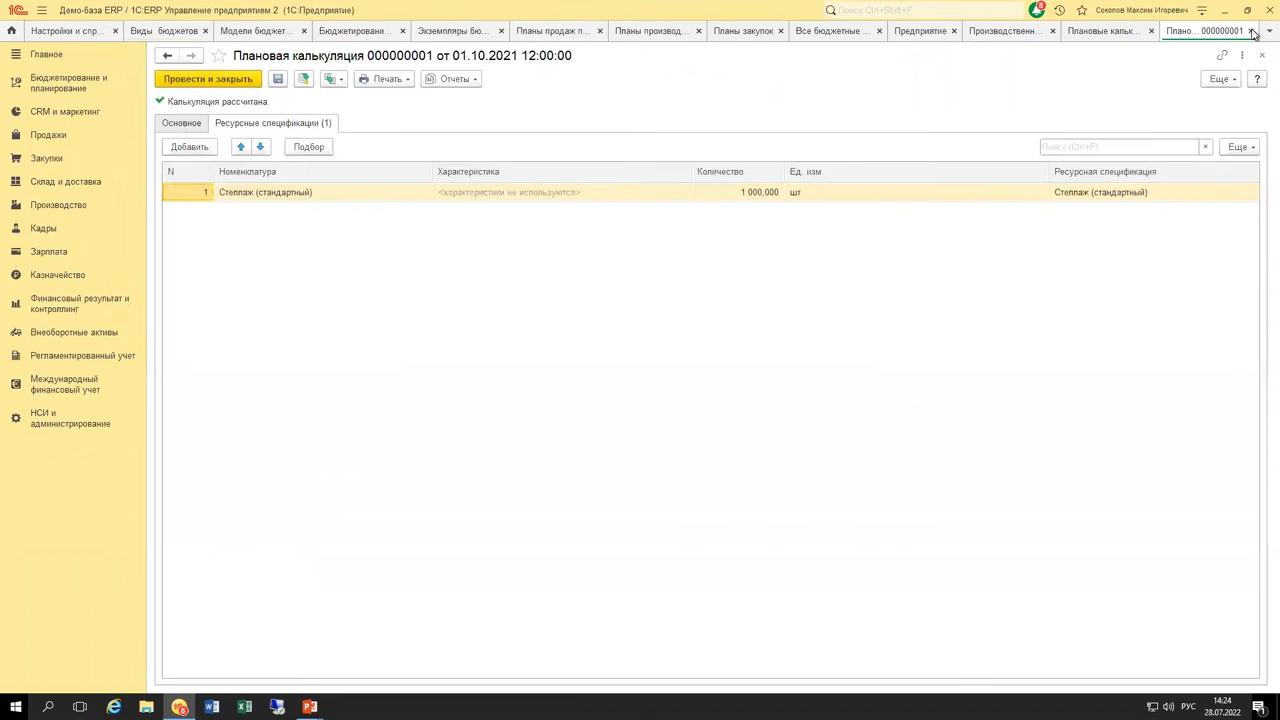 Демо-база ERP / 1С:ERP Управление предприятием 2 (1С:Предприятие)
Поиск Ctrl+Shift+F
8
Соколов Максим Игоревич
Настройки и спр...
Виды бюджетов
Модели бюджет...
Бюджетировани...
Экземпляры бю...
Планы продаж п...
Планы производ...
Планы закупок
Все бюджетные ...
Предприятие
Производственн...
Плановые кальк...
Плано... 000000001
Главное
Бюджетирование и
планирование
CRM и маркетинг
Продажи
Закупки
Склад и доставка
Производство
Кадры
Зарплата
Казначейство
Финансовый результат и
контроллинг
Внеоборотные активы
Регламентированный учет
Международный
финансовый учет
НСИ и
администрирование
Плановая калькуляция 000000001 от 01.10.2021 12:00:00
Провести и закрыть
Печать
Отчеты
Еще
?
Калькуляция рассчитана.
Основное
Ресурсные спецификации (1)
Добавить
Подбор
Поиск (Ctrl+F)
Еще
N
Номенклатура
Характеристика
Количество
Ед. изм.
Ресурсная спецификация
1
Стеллаж (стандартный)
<характеристики не используются>
1 000,000
шт
Стеллаж (стандартный)
РУС
14:24
28.07.2022
1